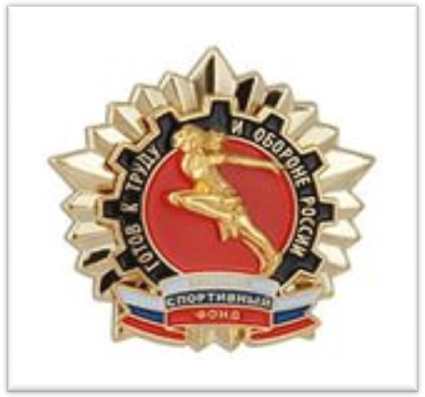 ГОТОВ К ТРУДУ И ОБОРОНЕ РОССИИ
СПОРТИВНЫЙ
ФОНД